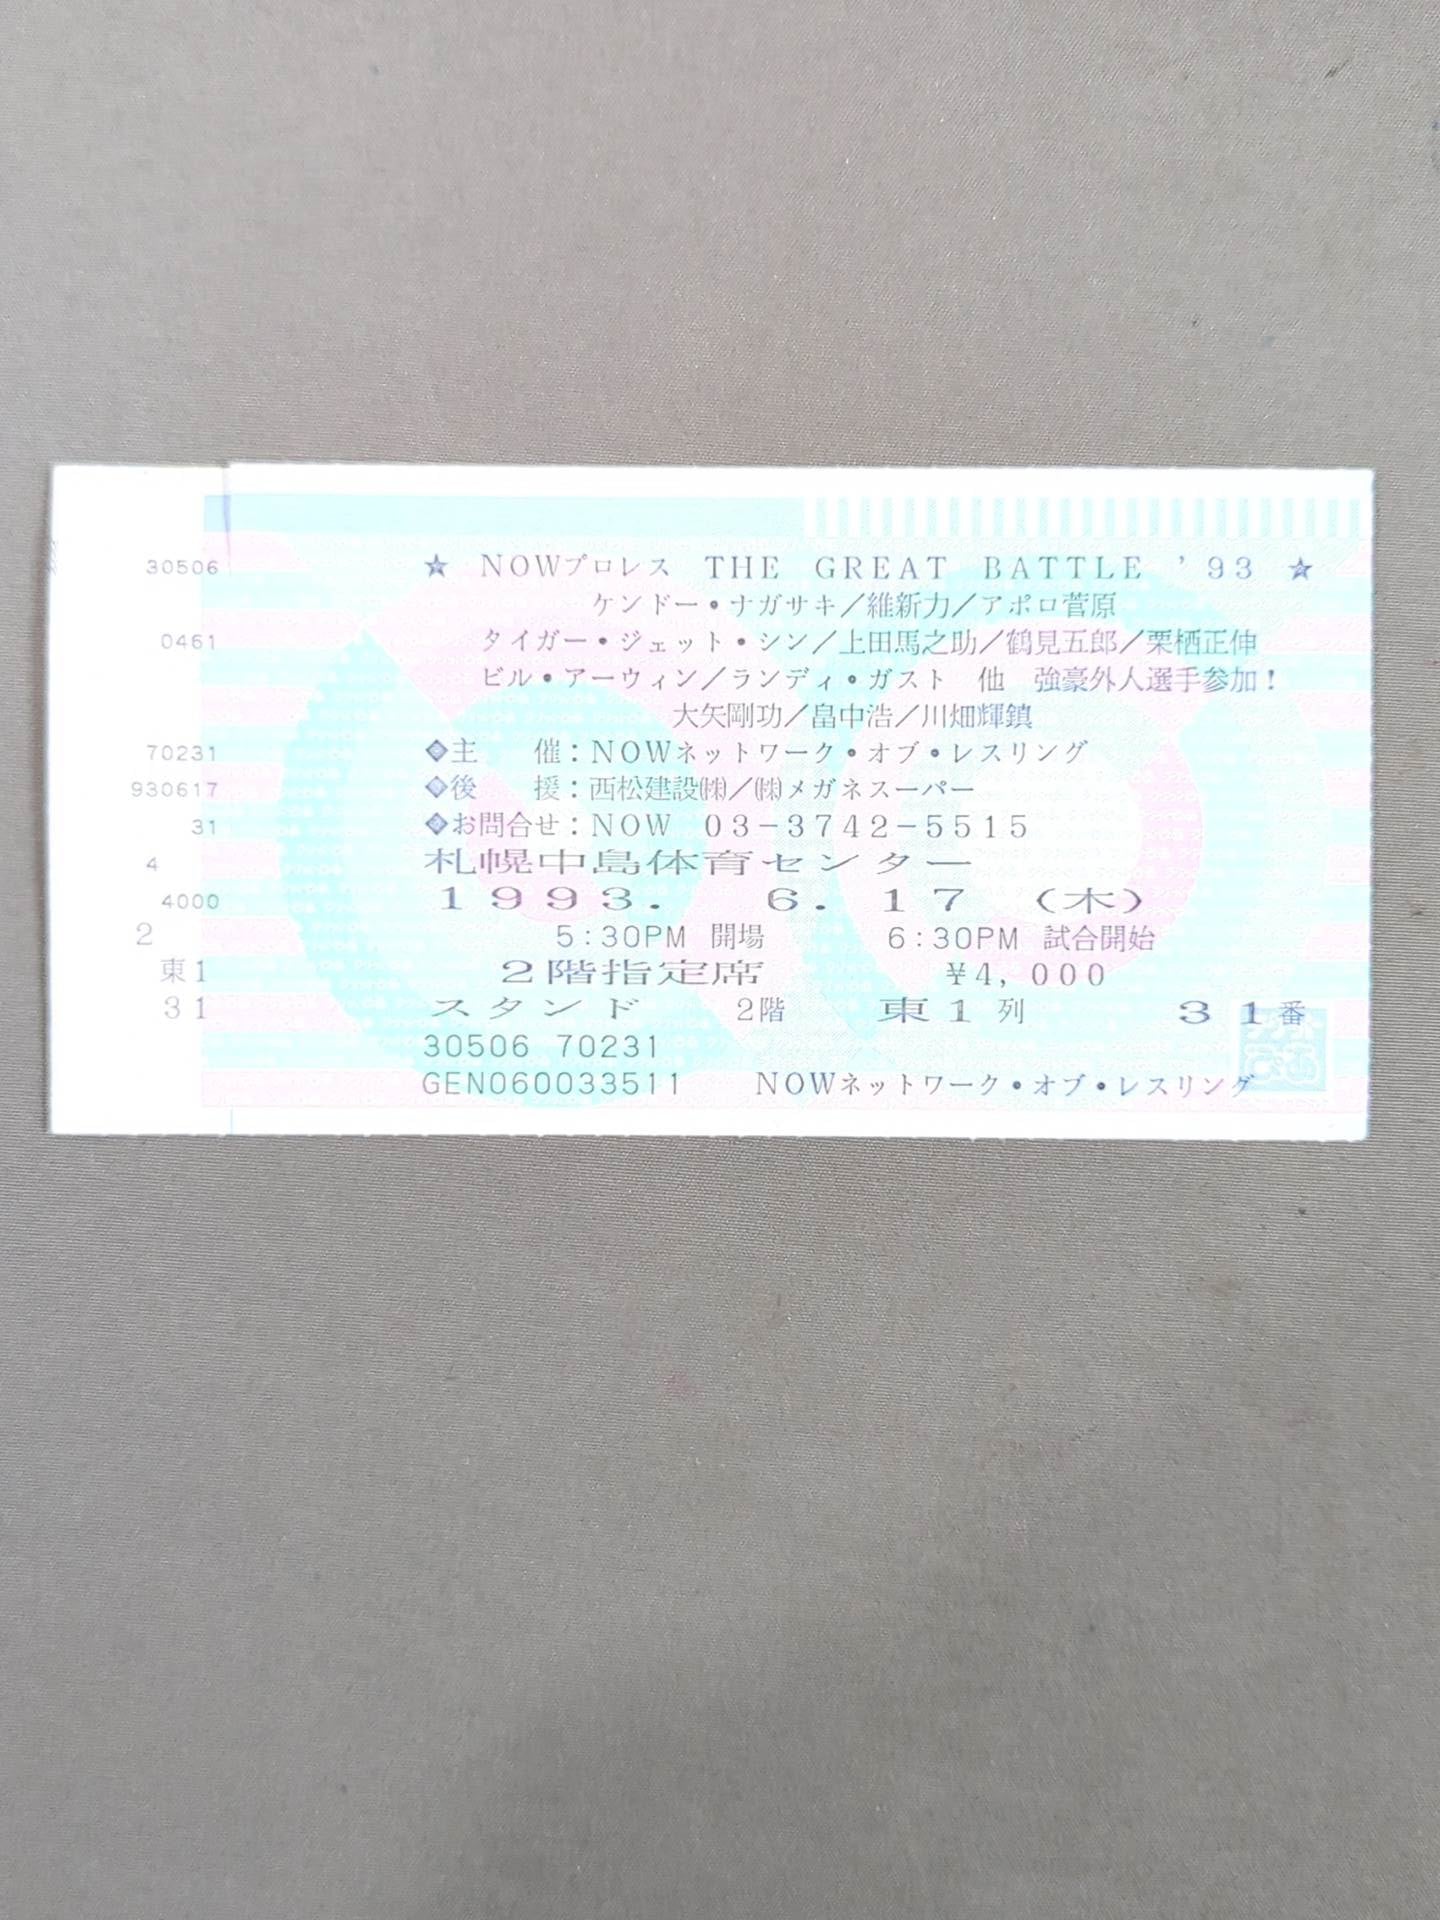 30506
0461
70231
930617
31
4
4000
2
東1
31
★ NOWプロレス THE GREAT BATTLE '93 ★
ケンドー・ナガサキ／維新力／アポロ菅原
タイガー・ジェット・シン／上田馬之助／鶴見五郎／栗栖正伸
ビル・アーウィン／ランディ・ガスト 他 強豪外人選手参加！
大矢剛功／畠中浩／川畑輝鎮
◆主　催：NOWネットワーク・オブ・レスリング
◆後　援：西松建設㈱／㈱メガネスーパー
◆お問合せ：NOW 03-3742-5515
札幌中島体育センター
1993. 6. 17 （木）
5:30PM 開場 6:30PM 試合開始
2階指定席 ￥4,000
スタンド 2階 東1列 31番
30506 70231
GEN060033511 NOWネットワーク・オブ・レスリング
チケットぴあ